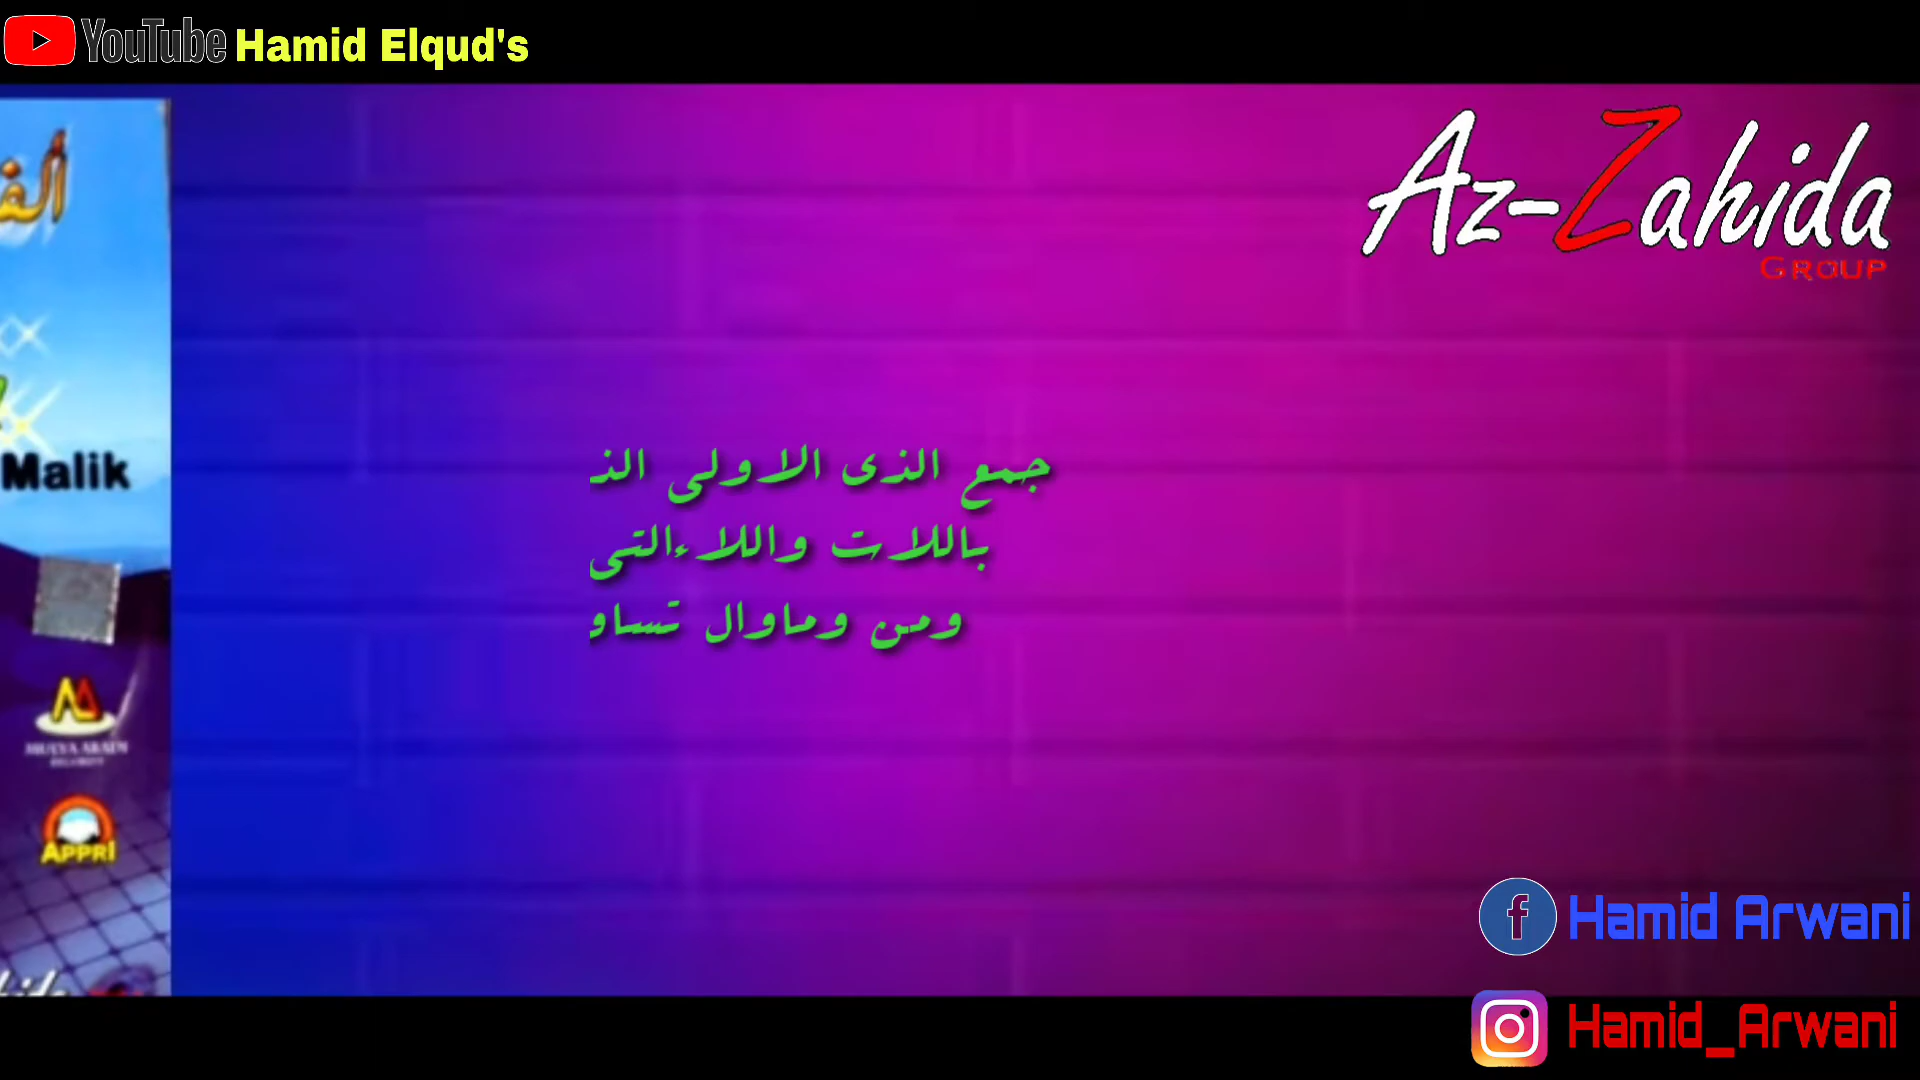 YouTube Hamid Elqud's
Az-Zahida
GROUP
ألف
Malik
جمع الذى الاولى الذ
باللات واللاءالتى
ومن وماوال تساو
APPRI
Hamid Arwani
Hamid_Arwani